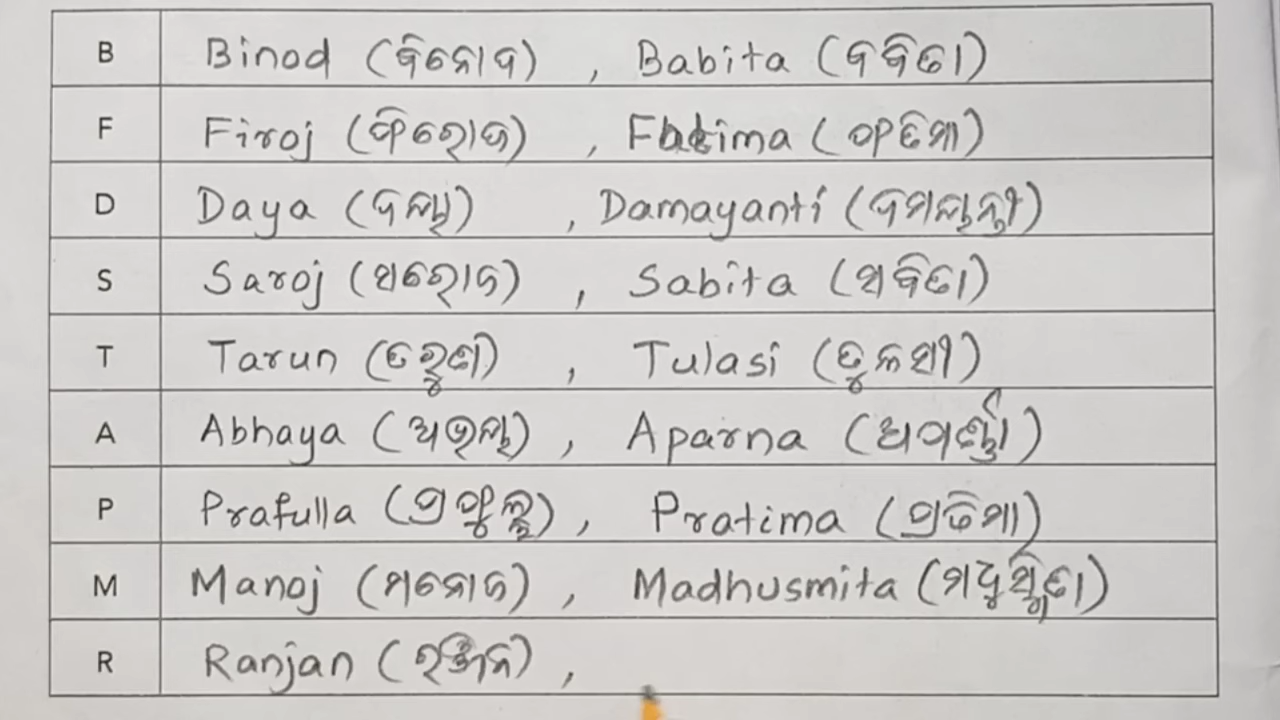 B Binod (ବିନୋଦ) , Babita (ବବିତା)
F Firoj (ଫିରୋଜ) , Fatima (ଫତିମା)
D Daya (ଦୟା) , Damayanti (ଦମୟନ୍ତୀ)
S Saroj (ସରୋଜ) , Sabita (ସବିତା)
T Tarun (ତରୁଣ) , Tulasi (ତୁଳସୀ)
A Abhaya (ଅଭୟ) , Aparna (ଅପର୍ଣ୍ଣା)
P Prafulla (ପ୍ରଫୁଲ୍ଲ) , Pratima (ପ୍ରତିମା)
M Manoj (ମନୋଜ) , Madhusmita (ମଧୁସ୍ମିତା)
R Ranjan (ରଞ୍ଜନ) ,